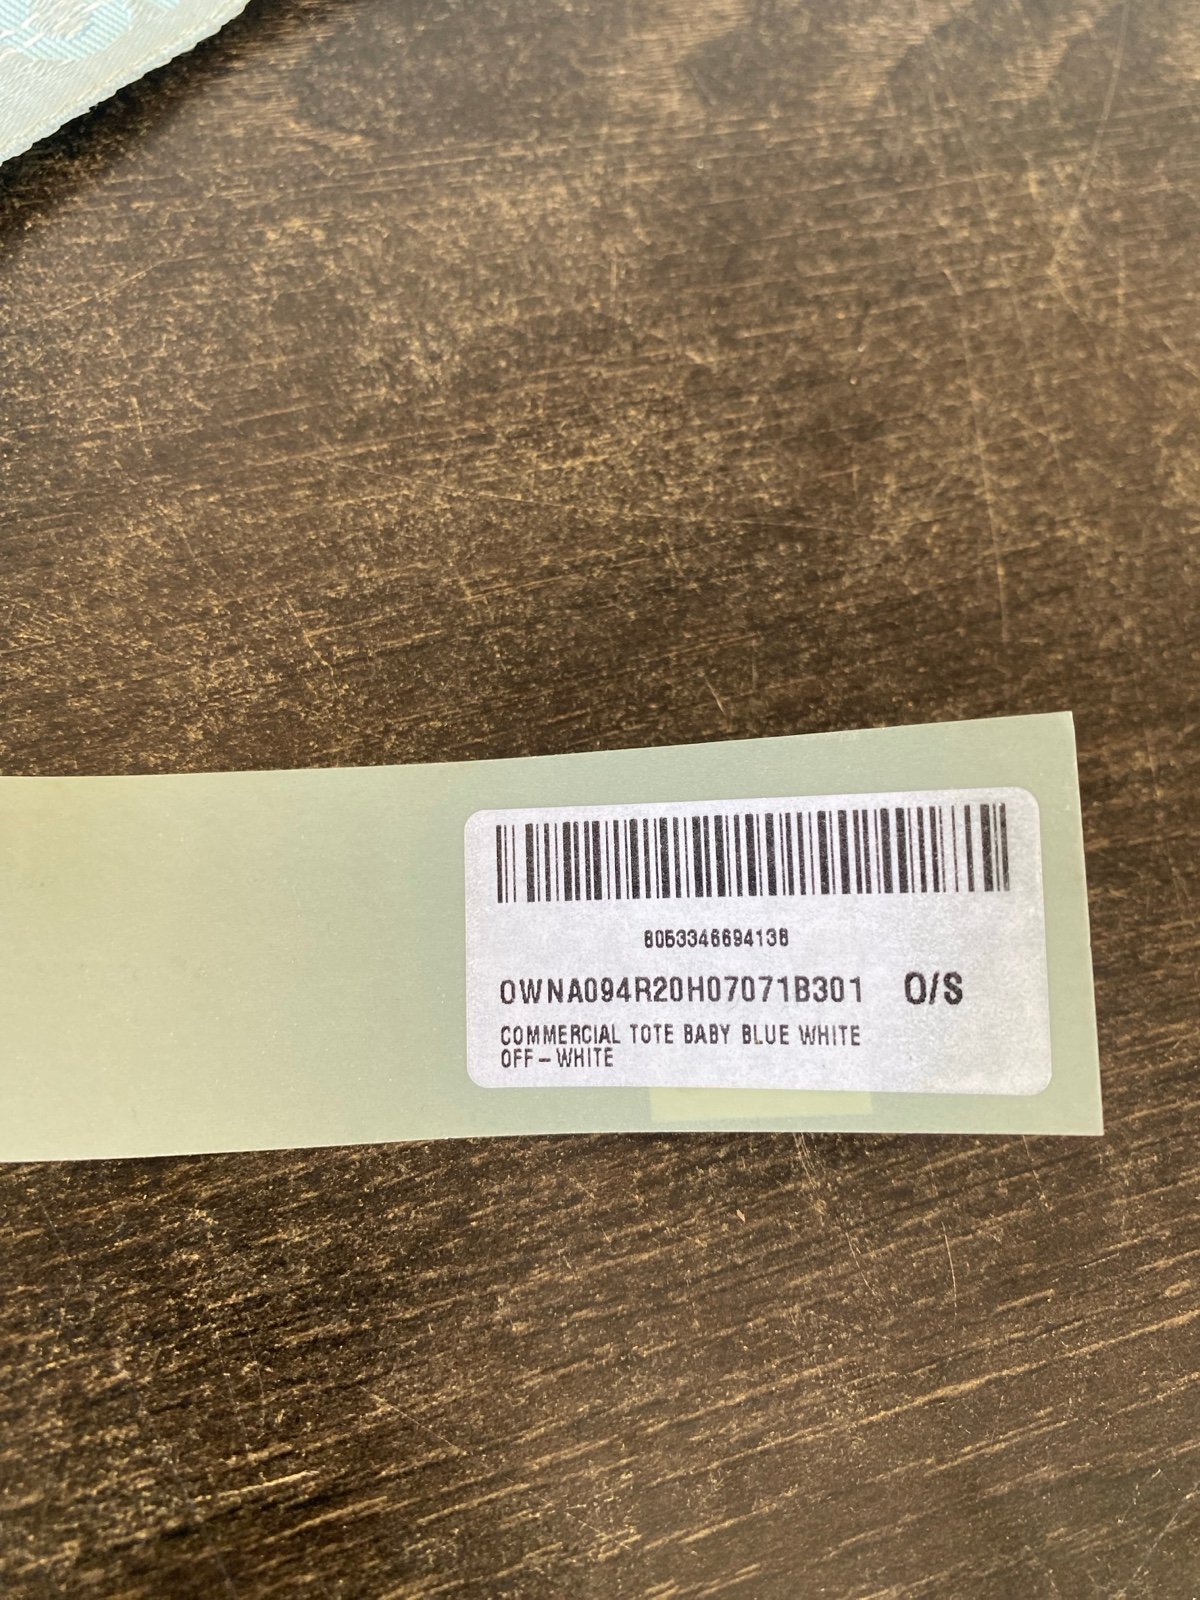 8053346694138
OWNA094R20H07071B301 O/S
COMMERCIAL TOTE BABY BLUE WHITE
OFF-WHITE